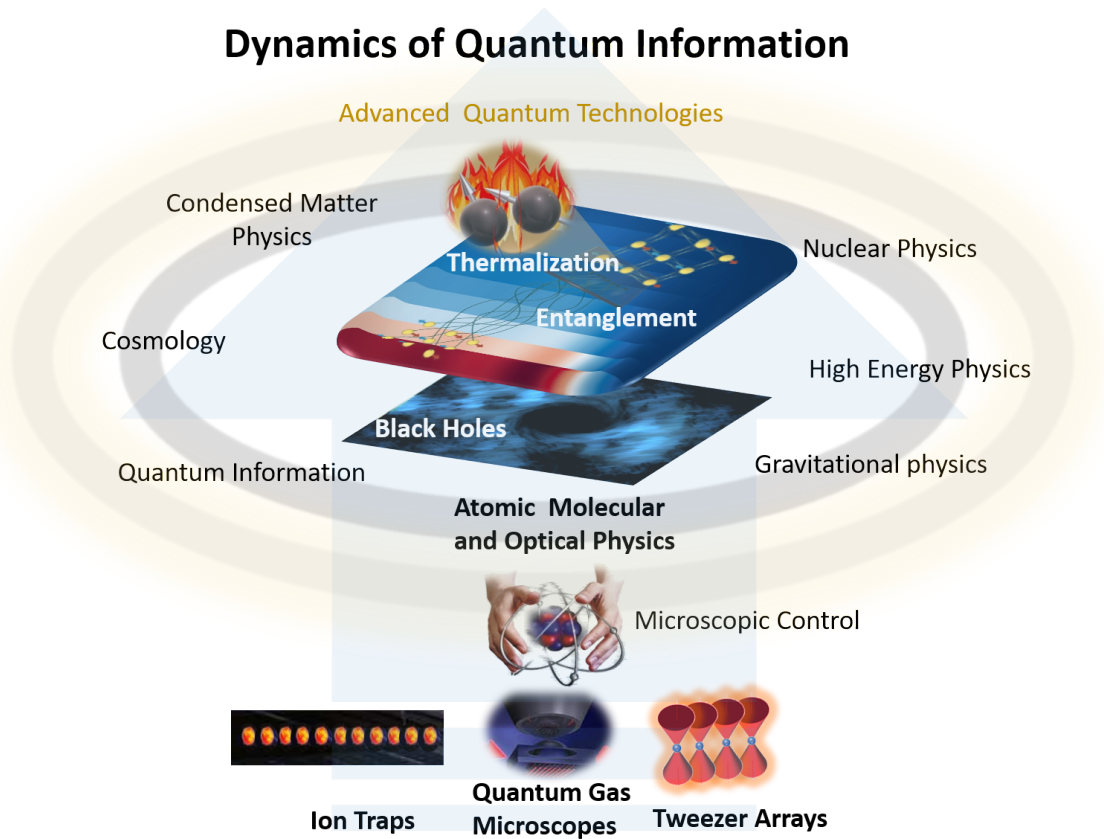 Dynamics of Quantum Information
Advanced Quantum Technologies
Condensed Matter
Physics
Nuclear Physics
Thermalization
Entanglement
Cosmology
High Energy Physics
Black Holes
Quantum Information
Gravitational physics
Atomic Molecular
and Optical Physics
Microscopic Control
Ion Traps
Quantum Gas
Microscopes
Tweezer Arrays